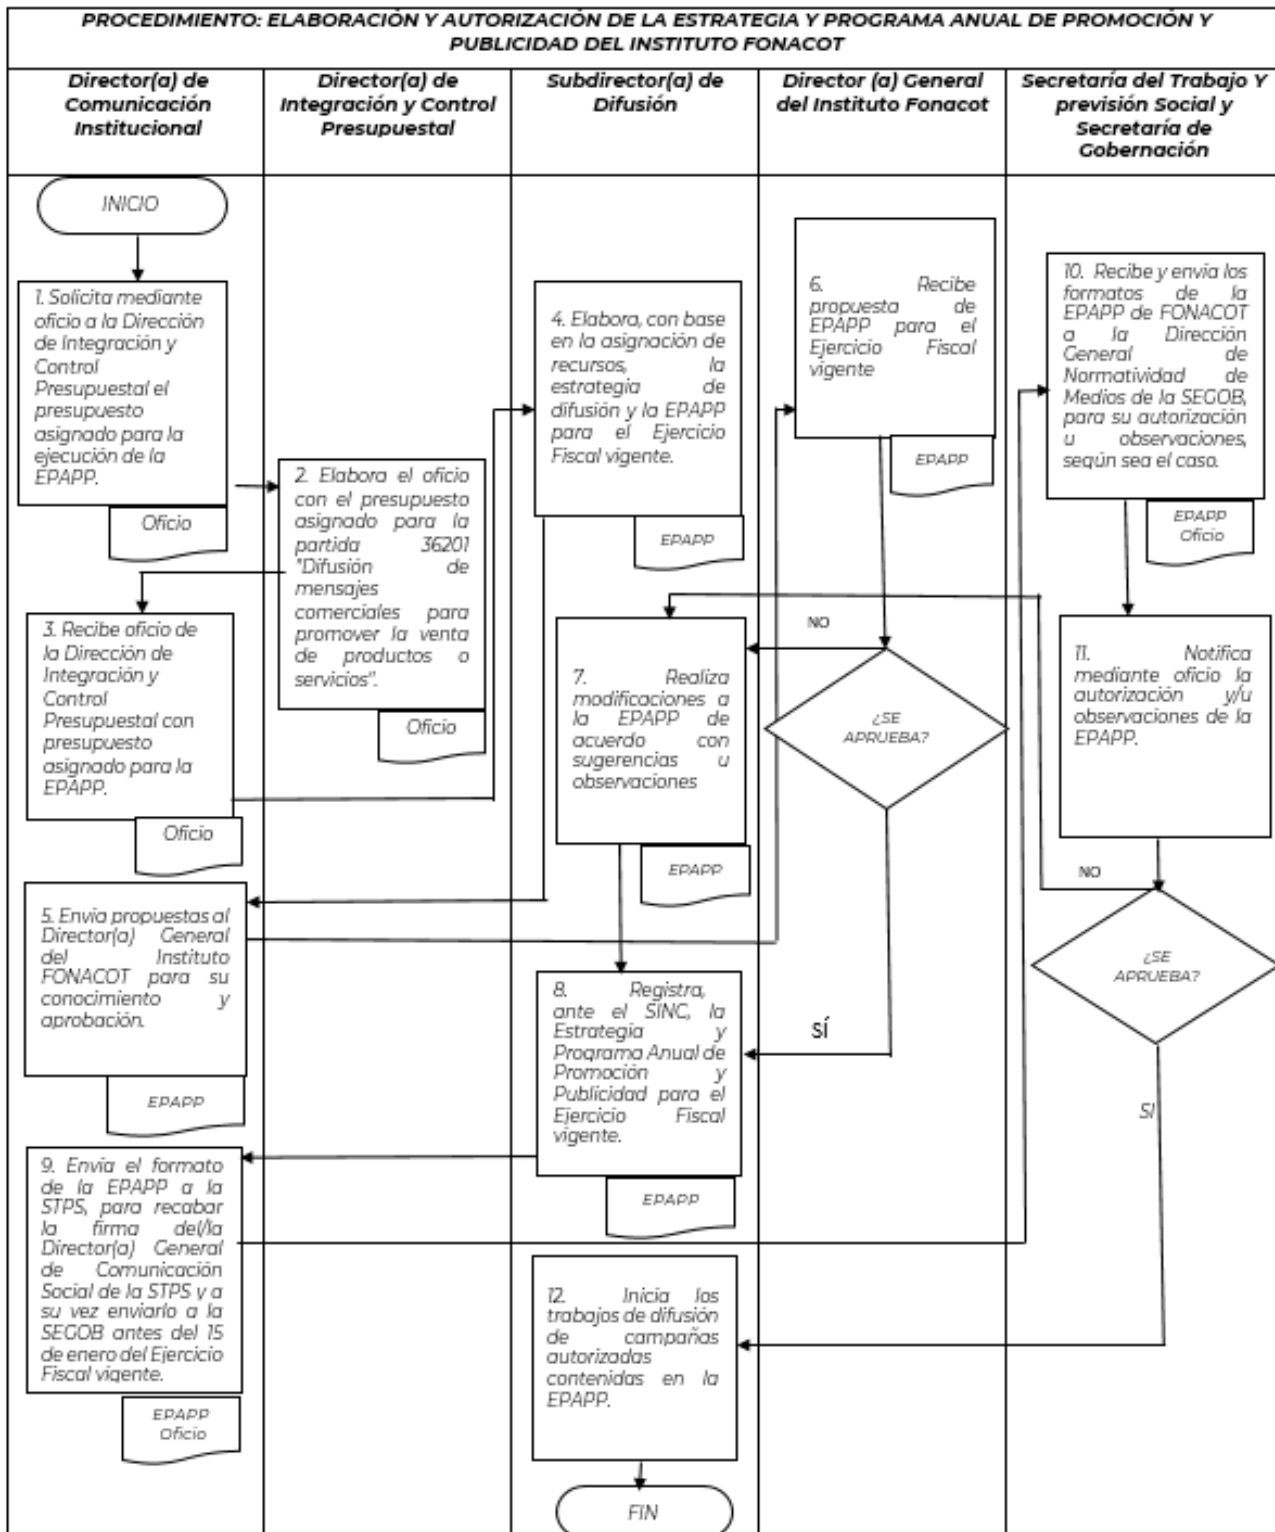 PROCEDIMIENTO: ELABORACIÓN Y AUTORIZACIÓN DE LA ESTRATEGIA Y PROGRAMA ANUAL DE PROMOCIÓN Y
PUBLICIDAD DEL INSTITUTO FONACOT
Director(a) de
Comunicación
Institucional
Director(a) de
Integración y Control
Presupuestal
Subdirector(a) de
Difusión
Director (a) General
del Instituto Fonacot
Secretaría del Trabajo Y
previsión Social y
Secretaría de
Gobernación
INICIO
1. Solicita mediante
oficio a la Dirección
de Integración y
Control
Presupuestal el
presupuesto
asignado para la
ejecución de la
EPAPP.
Oficio
2. Elabora el oficio
con el presupuesto
asignado para la
partida 36201
"Difusión de
mensajes
comerciales para
promover la venta
de productos o
servicios".
Oficio
3. Recibe oficio de
la Dirección de
Integración y
Control
Presupuestal con
presupuesto
asignado para la
EPAPP.
Oficio
4. Elabora, con base
en la asignación de
recursos, la
estrategia de
difusión y la EPAPP
para el Ejercicio
Fiscal vigente.
EPAPP
5. Envía propuestas al
Director(a) General
del Instituto
FONACOT para su
conocimiento y
aprobación.
EPAPP
6. Recibe
propuesta de
EPAPP para el
Ejercicio Fiscal
vigente
EPAPP
¿SE
APRUEBA?
NO
SÍ
7. Realiza
modificaciones a
la EPAPP de
acuerdo con
sugerencias u
observaciones
EPAPP
8. Registra,
ante el SINC, la
Estrategia y
Programa Anual de
Promoción y
Publicidad para el
Ejercicio Fiscal
vigente.
EPAPP
9. Envía el formato
de la EPAPP a la
STPS, para recabar
la firma del/la
Director(a) General
de Comunicación
Social de la STPS y a
su vez enviarlo a la
SEGOB antes del 15
de enero del Ejercicio
Fiscal vigente.
EPAPP
Oficio
10. Recibe y envía los
formatos de la
EPAPP de FONACOT
a la Dirección
General de
Normatividad de
Medios de la SEGOB,
para su autorización
u observaciones,
según sea el caso.
EPAPP
Oficio
11. Notifica
mediante oficio la
autorización y/u
observaciones de la
EPAPP.
NO
¿SE
APRUEBA?
SI
12. Inicia los
trabajos de difusión
de campañas
autorizadas
contenidas en la
EPAPP.
FIN